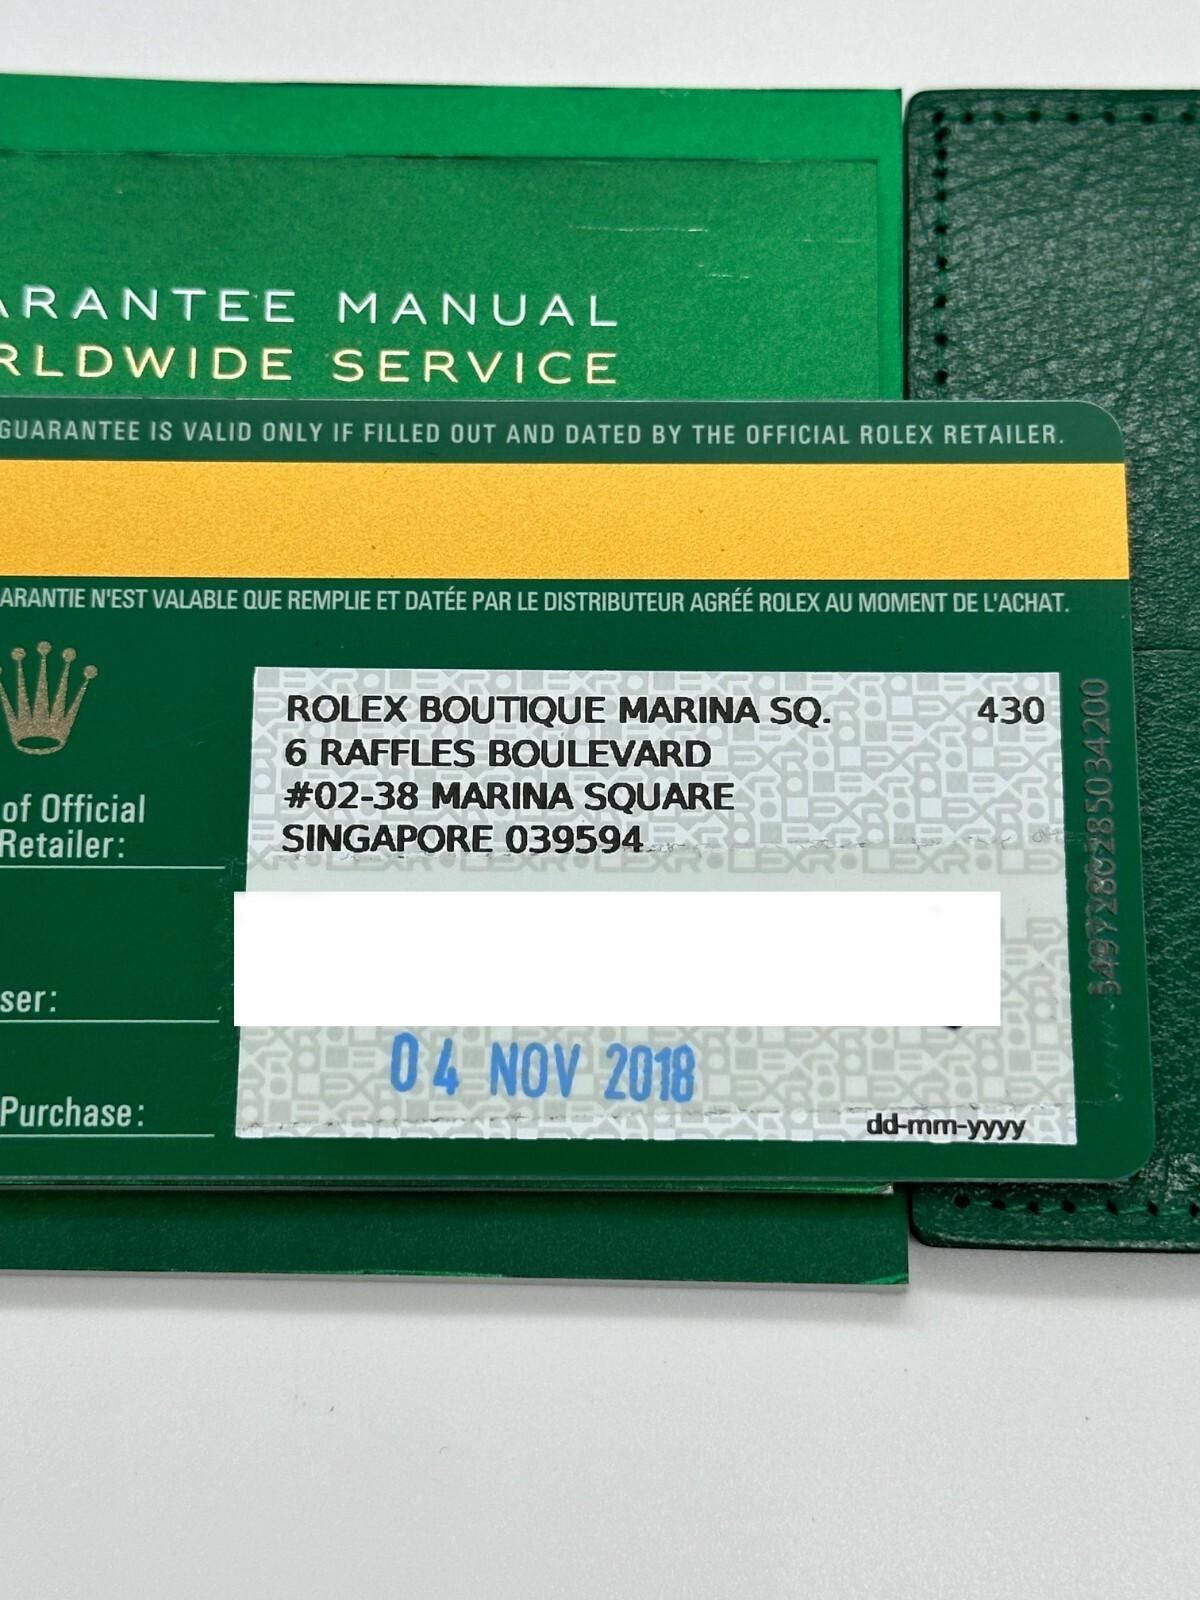 ARANTEE MANUAL
RLDWIDE SERVICE
GUARANTEE IS VALID ONLY IF FILLED OUT AND DATED BY THE OFFICIAL ROLEX RETAILER.
ARANTIE N'EST VALABLE QUE REMPLIE ET DATÉE PAR LE DISTRIBUTEUR AGRÉÉ ROLEX AU MOMENT DE L'ACHAT.
ROLEX BOUTIQUE MARINA SQ. 430
6 RAFFLES BOULEVARD
#02-38 MARINA SQUARE
SINGAPORE 039594
of Official
Retailer:
ser:
04 NOV 2018
Purchase:
dd-mm-yyyy